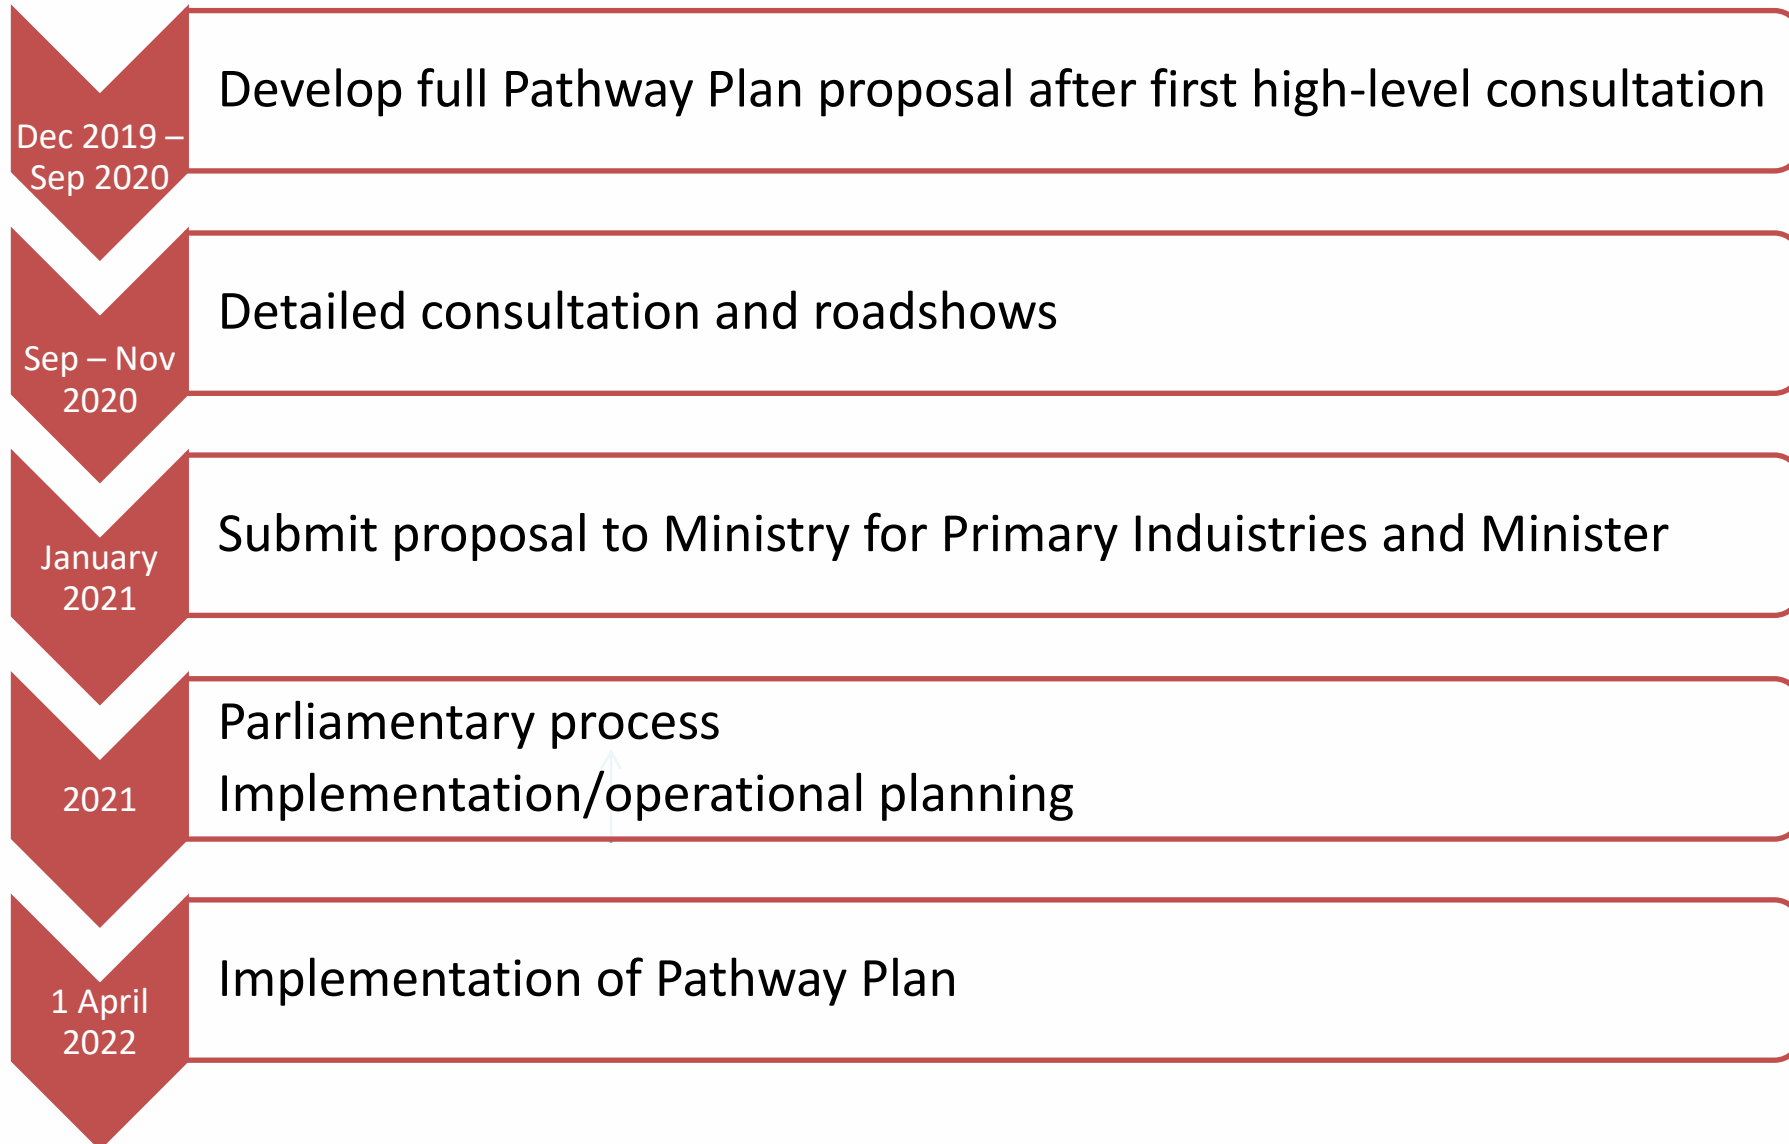 Dec 2019 –
Sep 2020
Develop full Pathway Plan proposal after first high-level consultation
Sep – Nov
2020
Detailed consultation and roadshows
January
2021
Submit proposal to Ministry for Primary Induistries and Minister
2021
Parliamentary process
Implementation/operational planning
1 April
2022
Implementation of Pathway Plan